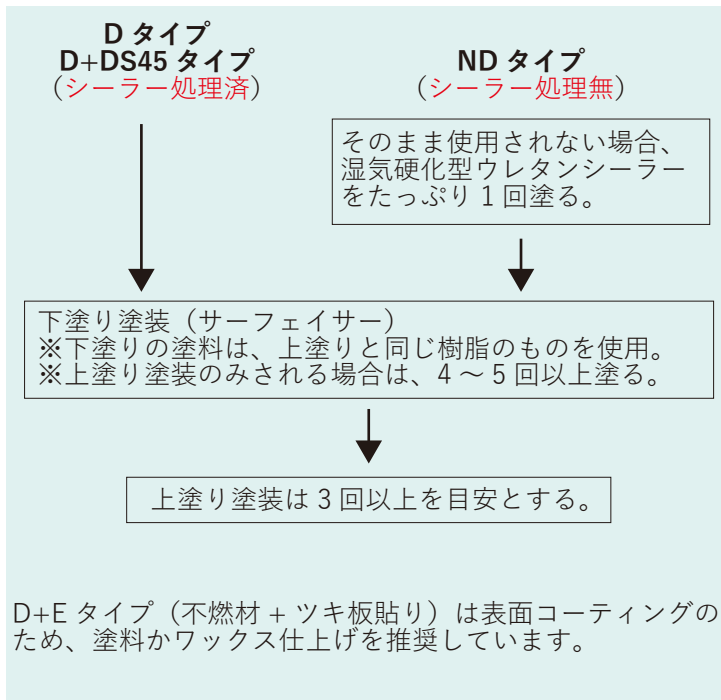 D タイプ
D+DS45 タイプ
（シーラー処理済）
ND タイプ
（シーラー処理無）
そのまま使用されない場合、
湿気硬化型ウレタンシーラー
をたっぷり 1 回塗る。
下塗り塗装（サーフェイサー）
※下塗りの塗料は、上塗りと同じ樹脂のものを使用。
※上塗り塗装のみされる場合は、4 ～ 5 回以上塗る。
上塗り塗装は 3 回以上を目安とする。
D+E タイプ（不燃材 + ツキ板貼り）は表面コーティングの
ため、塗料かワックス仕上げを推奨しています。